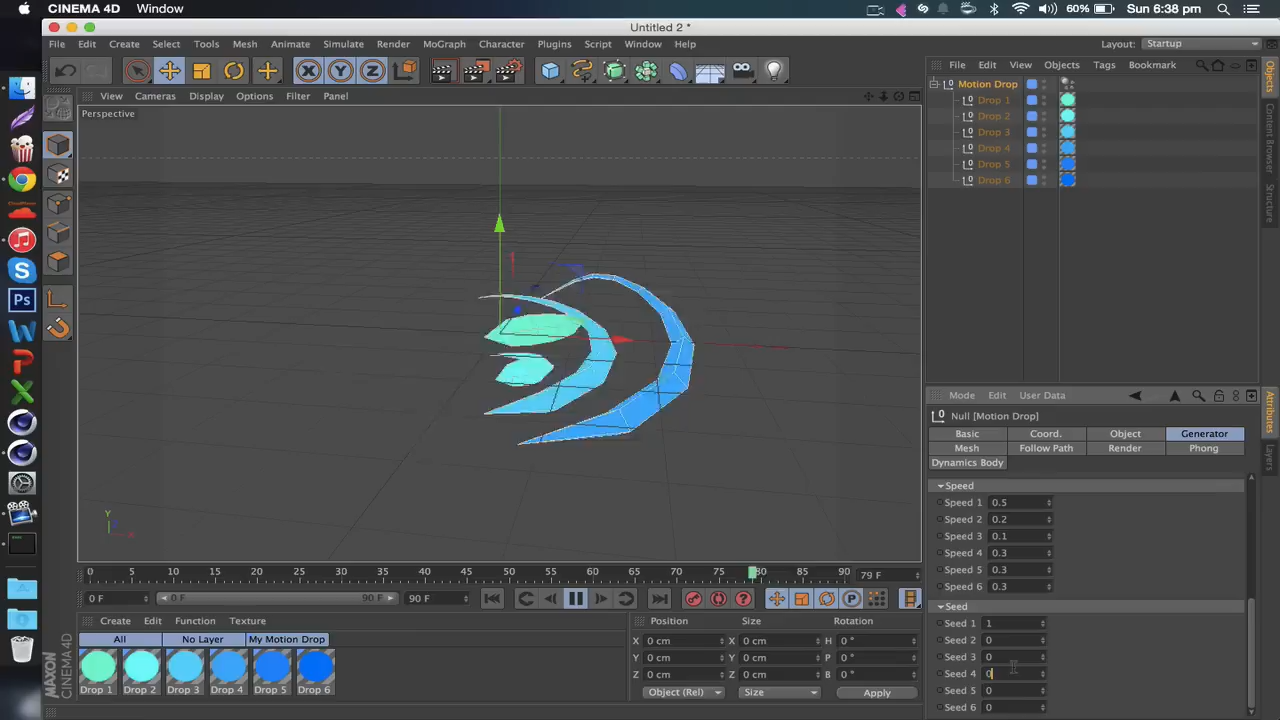 CINEMA 4D Window 60% Sun 6:38 pm
Untitled 2 *
File Edit Create Select Tools Mesh Animate Simulate Render MoGraph Character Plugins Script Window Help Layout: Startup
File Edit View Objects Tags Bookmark
View Cameras Display Options Filter Panel
Perspective
Motion Drop
Drop 1
Drop 2
Drop 3
Drop 4
Drop 5
Drop 6
Objects
Content Browser
Structure
Mode Edit User Data
Null [Motion Drop]
Basic Coord. Object Generator
Mesh Follow Path Render Phong
Dynamics Body
Attributes
Layers
Speed
Speed 1 0.5
Speed 2 0.2
Speed 3 0.1
Speed 4 0.3
Speed 5 0.3
Speed 6 0.3
Seed
Seed 1 1
Seed 2 0
Seed 3 0
Seed 4 0
Seed 5 0
Seed 6 0
Y
X
0 5 10 15 20 25 30 35 40 45 50 55 60 65 70 75 80 85 90 79 F
0 F 0 F 90 F 90 F
Create Edit Function Texture
All No Layer My Motion Drop
Drop 1 Drop 2 Drop 3 Drop 4 Drop 5 Drop 6
Position Size Rotation
X 0 cm X 0 cm H 0 °
Y 0 cm Y 0 cm P 0 °
Z 0 cm Z 0 cm B 0 °
Object (Rel) Size Apply
MAXON
CINEMA 4D